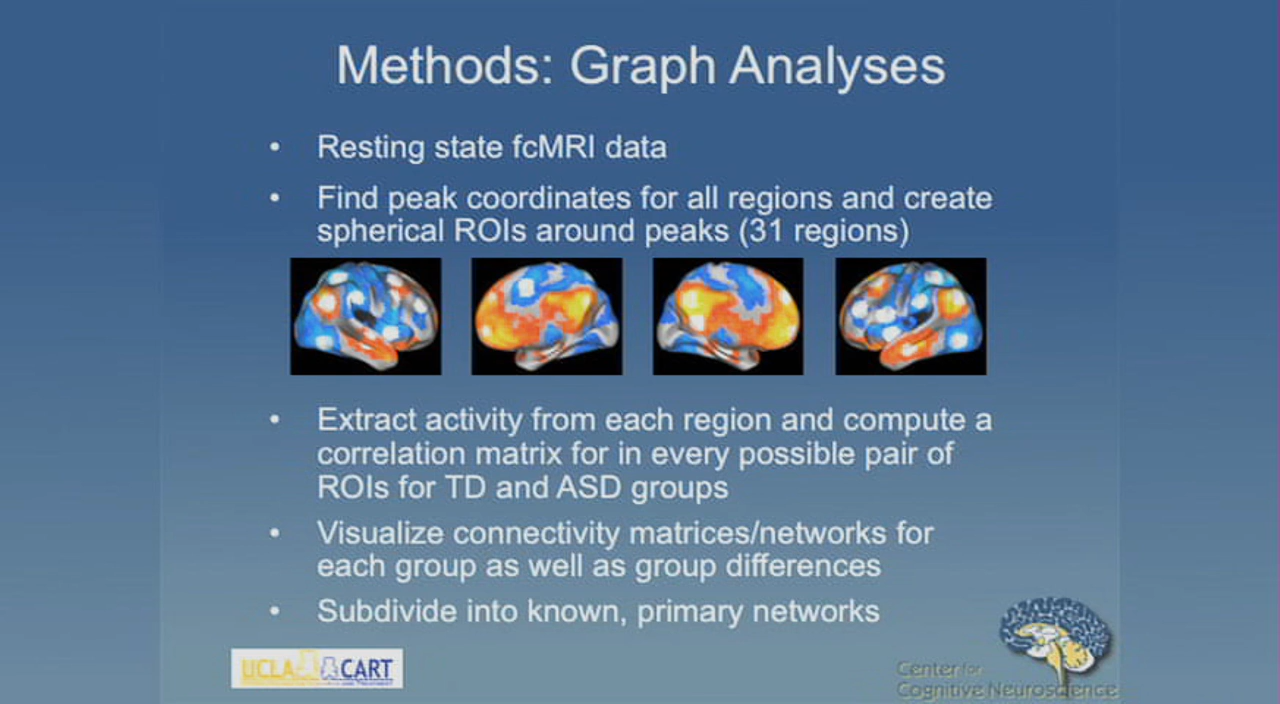 Methods: Graph Analyses
• Resting state fcMRI data
• Find peak coordinates for all regions and create
spherical ROIs around peaks (31 regions)
• Extract activity from each region and compute a
correlation matrix for in every possible pair of
ROIs for TD and ASD groups
• Visualize connectivity matrices/networks for
each group as well as group differences
• Subdivide into known, primary networks
UCLA CART
Center for
Cognitive Neuroscience